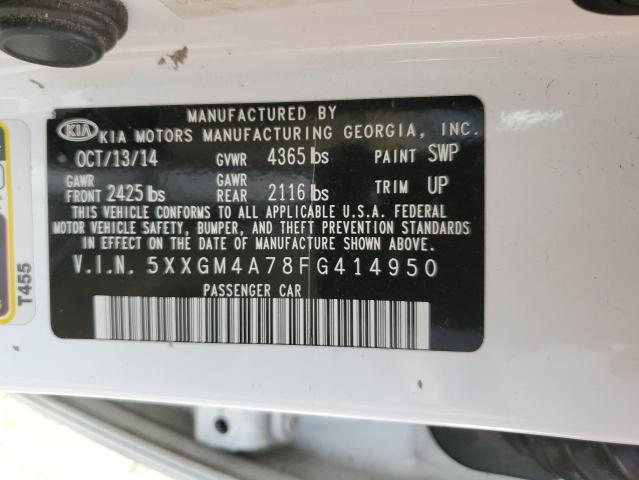 MANUFACTURED BY
KIA KIA MOTORS MANUFACTURING GEORGIA, INC.
OCT/13/14 GVWR 4365 lbs PAINT SWP
GAWR FRONT 2425 lbs GAWR REAR 2116 lbs TRIM UP
THIS VEHICLE CONFORMS TO ALL APPLICABLE U.S.A. FEDERAL
MOTOR VEHICLE SAFETY, BUMPER, AND THEFT PREVENTION STANDARDS
IN EFFECT ON THE DATE OF MANUFACTURE SHOWN ABOVE.
V.I.N. 5XXGM4A78FG414950
PASSENGER CAR
T455